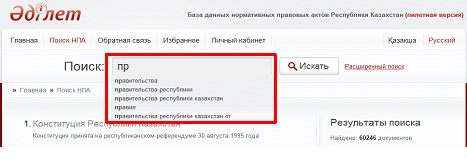 Әділет
База данных нормативных правовых актов Республики Казахстан (пилотная версия)
Главная Поиск НПА Обратная связь Избранное Личный кабинет Қазақша Русский
Поиск: пр Искать Расширенный поиск
правительства
правительства республики
правительства республики казахстан
правил
правительства республики казахстан от
» Главная » Поиск НПА
1. Конституция Республики Казахстан
Конституция принята на республиканском референдуме 30 августа 1995 года
Результаты поиска
Найдено: 60246 документов